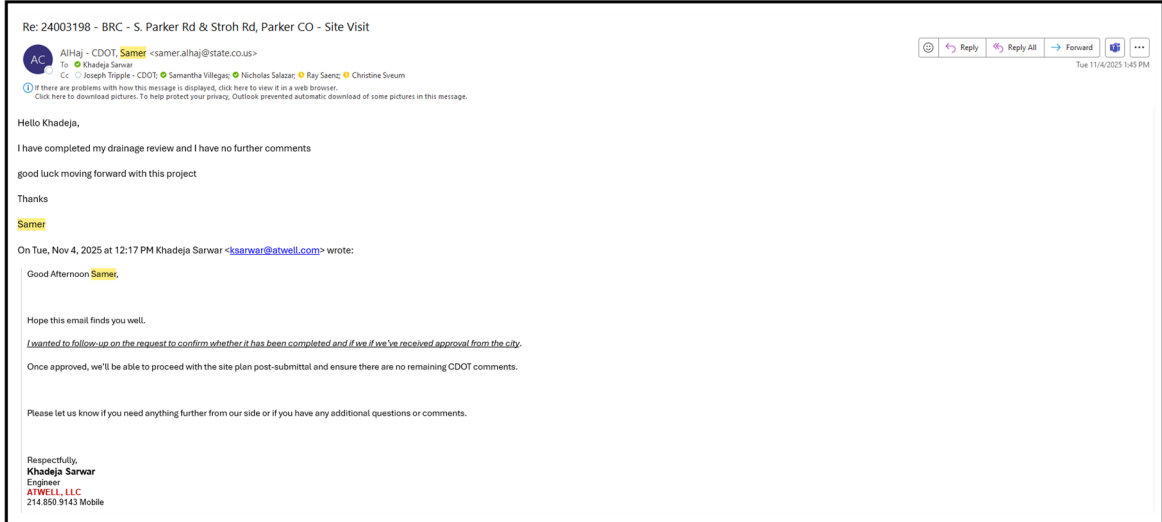 Re: 24003198 - BRC - S. Parker Rd & Stroh Rd, Parker CO - Site Visit
AC
AlHaj - CDOT, Samer <samer.alhaj@state.co.us>
To Khadeja Sarwar
Cc Joseph Tripple - CDOT; Samantha Villegas; Nicholas Salazar; Ray Saenz; Christine Sveum
Reply Reply All Forward
Tue 11/4/2025 1:45 PM
If there are problems with how this message is displayed, click here to view it in a web browser.
Click here to download pictures. To help protect your privacy, Outlook prevented automatic download of some pictures in this message.
Hello Khadeja,
I have completed my drainage review and I have no further comments
good luck moving forward with this project
Thanks
Samer
On Tue, Nov 4, 2025 at 12:17 PM Khadeja Sarwar <ksarwar@atwell.com> wrote:
Good Afternoon Samer,
Hope this email finds you well.
I wanted to follow-up on the request to confirm whether it has been completed and if we if we've received approval from the city.
Once approved, we'll be able to proceed with the site plan post-submittal and ensure there are no remaining CDOT comments.
Please let us know if you need anything further from our side or if you have any additional questions or comments.
Respectfully,
Khadeja Sarwar
Engineer
ATWELL, LLC
214.850.9143 Mobile